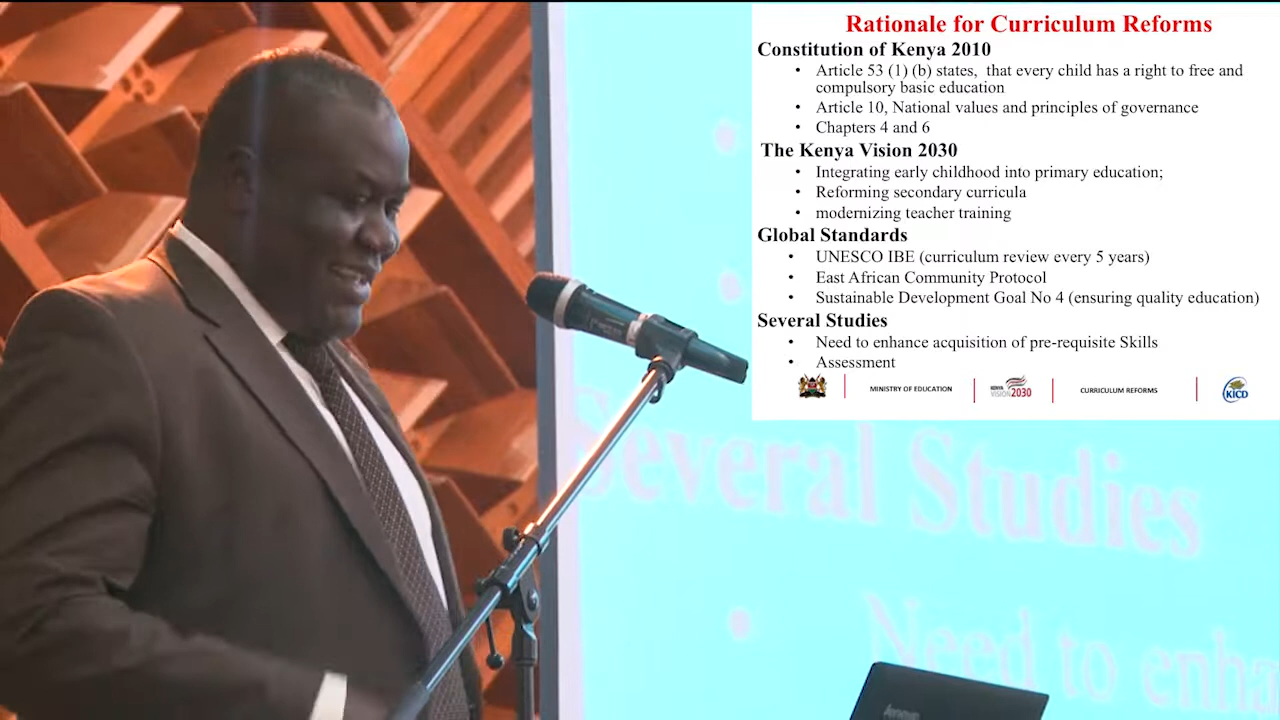 Rationale for Curriculum Reforms
Constitution of Kenya 2010
• Article 53 (1) (b) states, that every child has a right to free and
compulsory basic education
• Article 10, National values and principles of governance
• Chapters 4 and 6
The Kenya Vision 2030
• Integrating early childhood into primary education;
• Reforming secondary curricula
• modernizing teacher training
Global Standards
• UNESCO IBE (curriculum review every 5 years)
• East African Community Protocol
• Sustainable Development Goal No 4 (ensuring quality education)
Several Studies
• Need to enhance acquisition of pre-requisite Skills
• Assessment
MINISTRY OF EDUCATION
KENYA
VISION 2030
CURRICULUM REFORMS
KICD
Several Studies
• Need to enha
lenovo